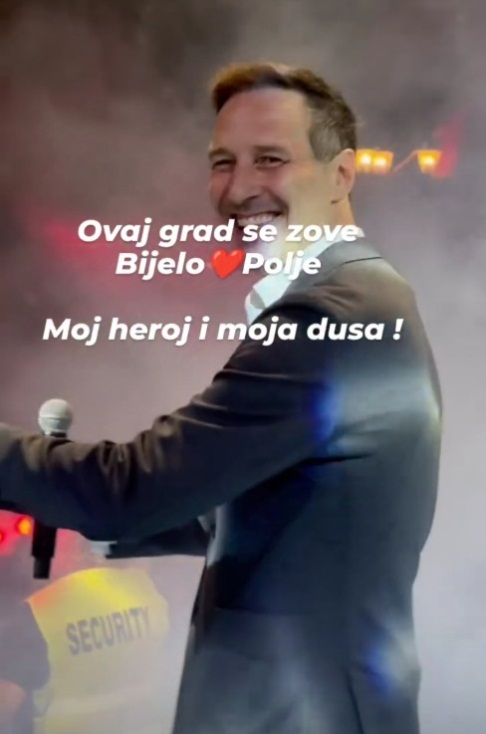 Ovaj grad se zove
Bijelo❤️Polje
Moj heroj i moja dusa !
SECURITY